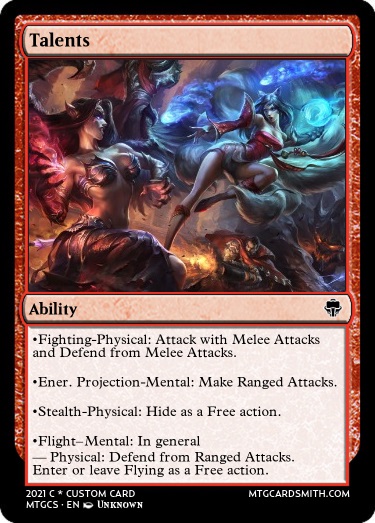 Talents
Ability
•Fighting-Physical: Attack with Melee Attacks
and Defend from Melee Attacks.
•Ener. Projection-Mental: Make Ranged Attacks.
•Stealth-Physical: Hide as a Free action.
•Flight–Mental: In general
— Physical: Defend from Ranged Attacks.
Enter or leave Flying as a Free action.
2021 C * CUSTOM CARD
MTGCS • EN Unknown
MTGCARDSMITH.COM